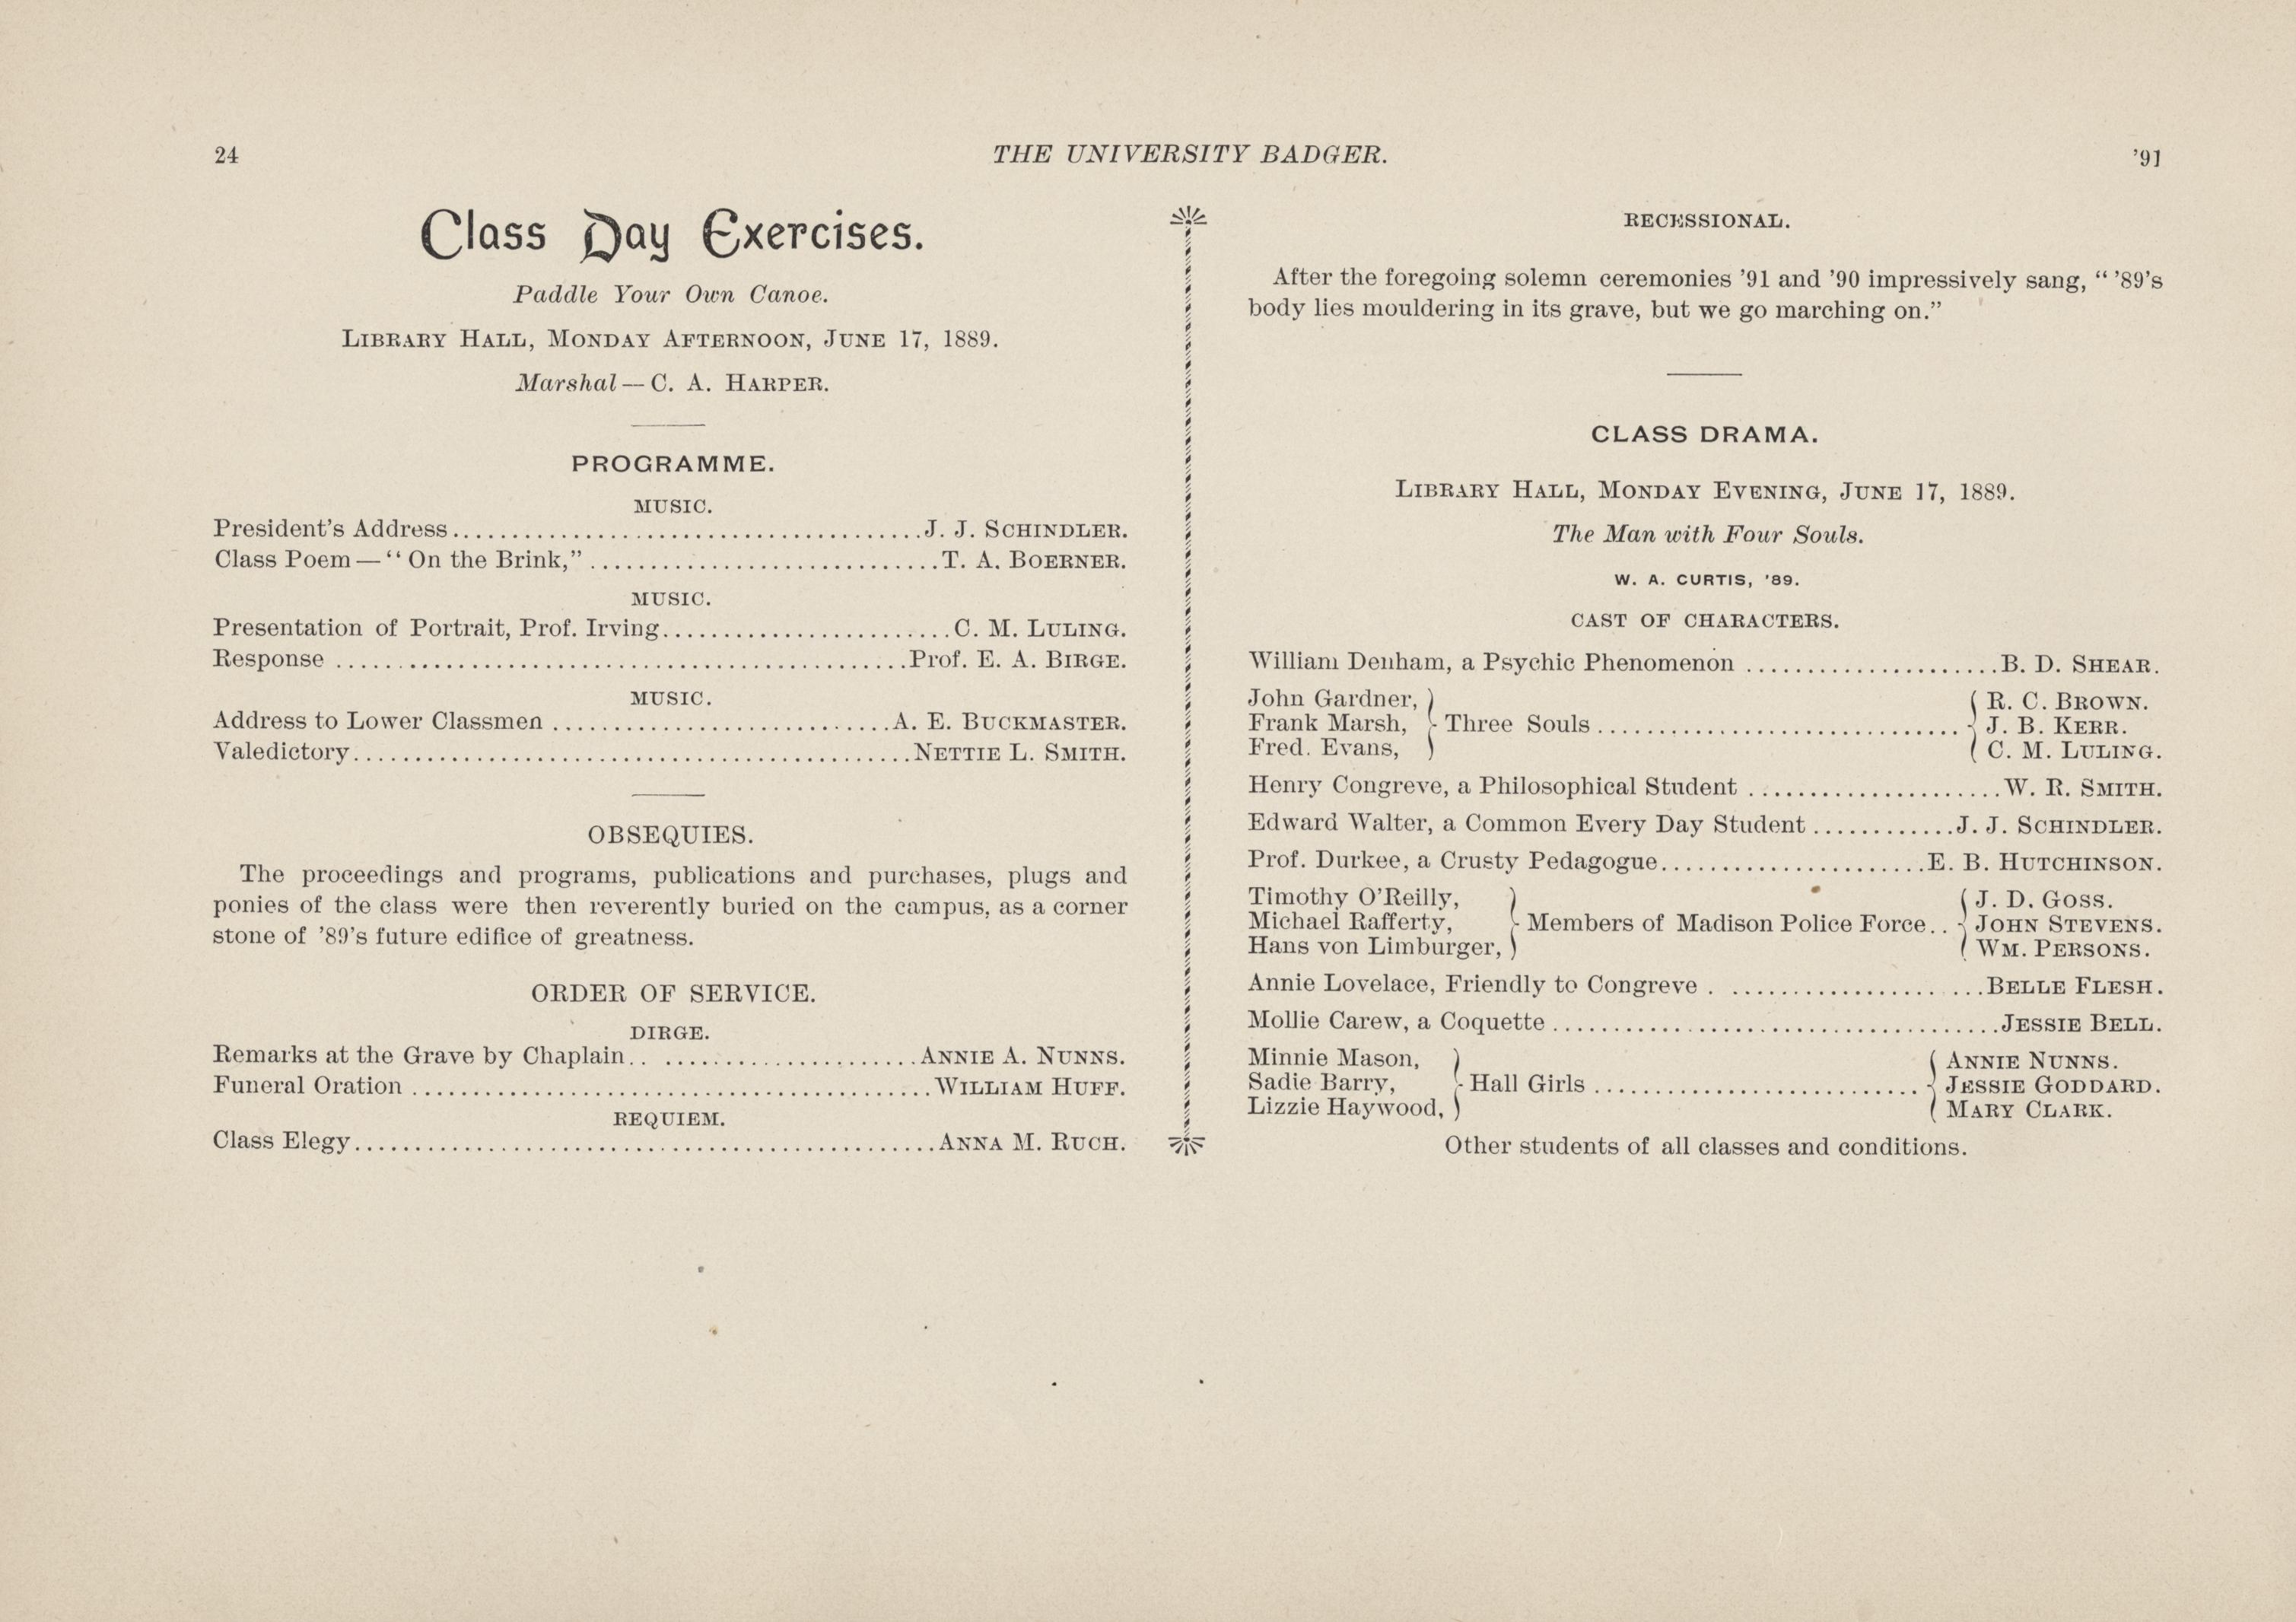 24
THE UNIVERSITY BADGER.
'91
Class Day Exercises.
Paddle Your Own Canoe.
LIBRARY HALL, MONDAY AFTERNOON, JUNE 17, 1889.
Marshal — C. A. HARPER.
PROGRAMME.
MUSIC.
President's Address........................................J. J. SCHINDLER.
Class Poem — "On the Brink,".............................T. A. BOERNER.
MUSIC.
Presentation of Portrait, Prof. Irving........................C. M. LULING.
Response................................................Prof. E. A. BIRGE.
MUSIC.
Address to Lower Classmen............................A. E. BUCKMASTER.
Valedictory...............................................NETTIE L. SMITH.
OBSEQUIES.
The proceedings and programs, publications and purchases, plugs and
ponies of the class were then reverently buried on the campus, as a corner
stone of '89's future edifice of greatness.
ORDER OF SERVICE.
DIRGE.
Remarks at the Grave by Chaplain.. .....................ANNIE A. NUNNS.
Funeral Oration............................................WILLIAM HUFF.
REQUIEM.
Class Elegy.................................................ANNA M. RUCH.
RECESSIONAL.
After the foregoing solemn ceremonies '91 and '90 impressively sang, " '89's
body lies mouldering in its grave, but we go marching on."
CLASS DRAMA.
LIBRARY HALL, MONDAY EVENING, JUNE 17, 1889.
The Man with Four Souls.
W. A. CURTIS, '89.
CAST OF CHARACTERS.
William Denham, a Psychic Phenomenon.....................B. D. SHEAR.
John Gardner, R. C. BROWN.
Frank Marsh, Three Souls..............................J. B. KERR.
Fred. Evans, C. M. LULING.
Henry Congreve, a Philosophical Student.....................W. R. SMITH.
Edward Walter, a Common Every Day Student............J. J. SCHINDLER.
Prof. Durkee, a Crusty Pedagogue......................E. B. HUTCHINSON.
Timothy O'Reilly, J. D. GOSS.
Michael Rafferty, Members of Madison Police Force.. JOHN STEVENS.
Hans von Limburger, WM. PERSONS.
Annie Lovelace, Friendly to Congreve . .....................BELLE FLESH.
Mollie Carew, a Coquette.....................................JESSIE BELL.
Minnie Mason, ANNIE NUNNS.
Sadie Barry, Hall Girls...........................JESSIE GODDARD.
Lizzie Haywood, MARY CLARK.
Other students of all classes and conditions.